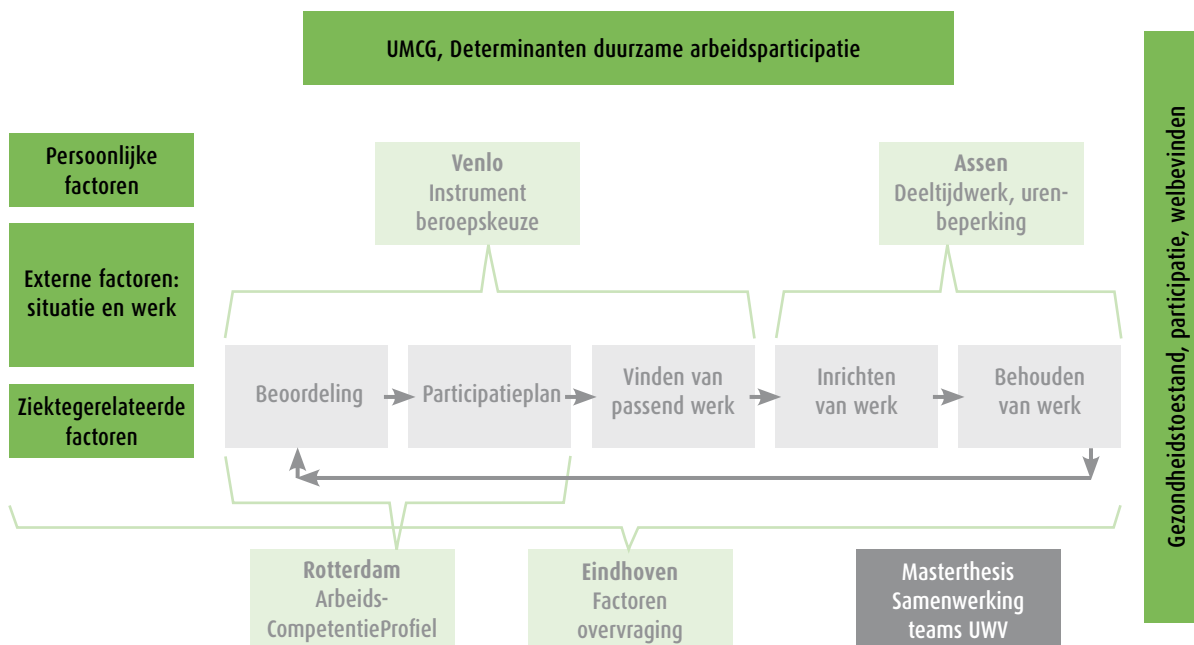 UMCG, Determinanten duurzame arbeidsparticipatie
Persoonlijke
factoren
Externe factoren:
situatie en werk
Ziektegerelateerde
factoren
Venlo
Instrument
beroepskeuze
Assen
Deeltijdwerk, uren-
beperking
Beoordeling
Participatieplan
Vinden van
passend werk
Inrichten
van werk
Behouden
van werk
Rotterdam
Arbeids-
CompetentieProfiel
Eindhoven
Factoren
overvraging
Masterthesis
Samenwerking
teams UWV
Gezondheidstoestand, participatie, welbevinden